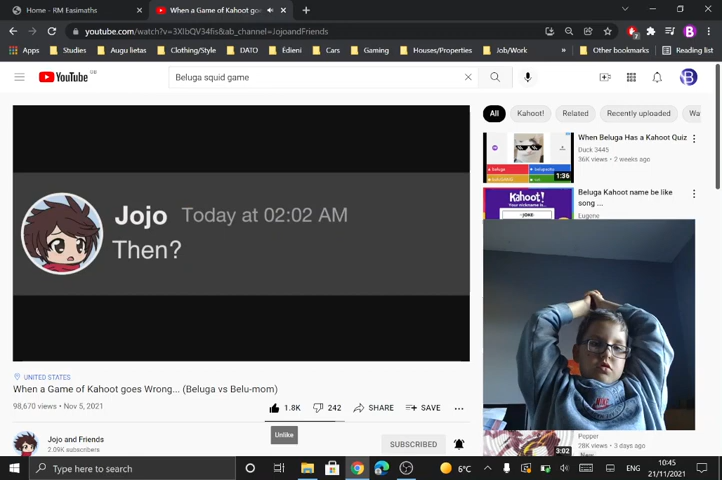 Home - RM Easimaths
When a Game of Kahoot goe
youtube.com/watch?v=3XlbQV34fis&ab_channel=JojoandFriends
Apps
Studies
Augu lietas
Clothing/Style
DATO
Edieni
Cars
Gaming
Houses/Properties
Job/Work
»
Other bookmarks
Reading list
YouTube
Beluga squid game
All
Kahoot!
Related
Recently uploaded
Wa
Jojo Today at 02:02 AM
Then?
When Beluga Has a Kahoot Quiz
Duck 3445
36K views • 2 weeks ago
1:36
Kahoot!
JOKE
Beluga Kahoot name be like
song ...
Eugene
NIKE
UNITED STATES
When a Game of Kahoot goes Wrong... (Beluga vs Belu-mom)
98,670 views • Nov 5, 2021
1.8K
242
SHARE
SAVE
Unlike
Jojo and Friends
2.09K subscribers
SUBSCRIBED
Pepper
28K views • 3 days ago
New
3:02
Type here to search
6°C
ENG
10:45
21/11/2021